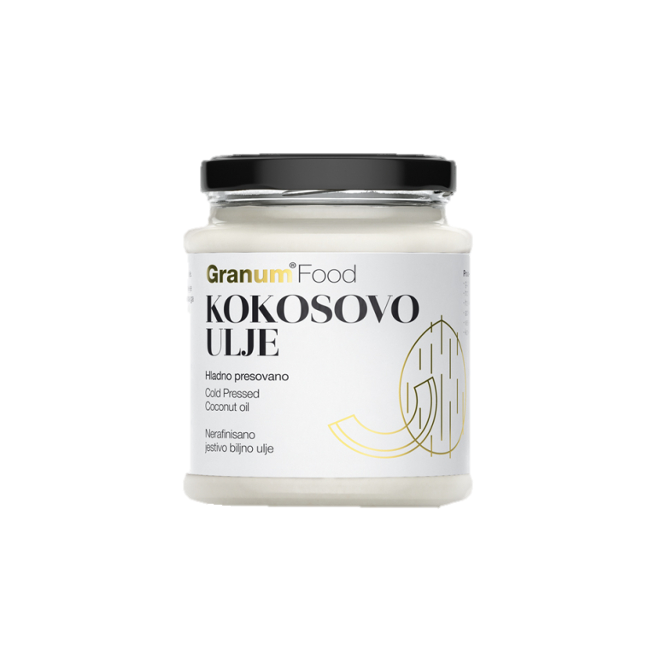 Granum® Food
KOKOSOVO
ULJE
Hladno presovano
Cold Pressed
Coconut oil
Nerafinisano
jestivo biljno ulje